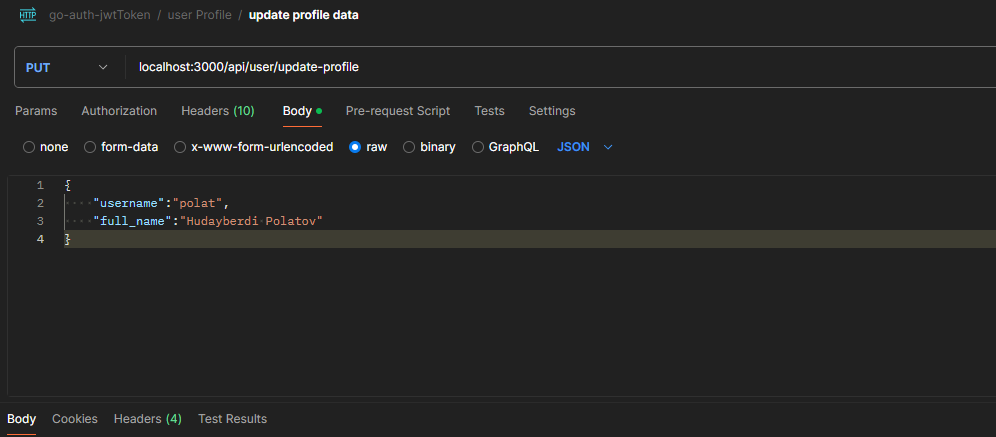 HTTP go-auth-jwtToken / user Profile / update profile data
PUT localhost:3000/api/user/update-profile
Params Authorization Headers (10) Body Pre-request Script Tests Settings
none form-data x-www-form-urlencoded raw binary GraphQL JSON
1 {
2 "username":"polat",
3 "full_name":"Hudayberdi Polatov"
4 }
Body Cookies Headers (4) Test Results